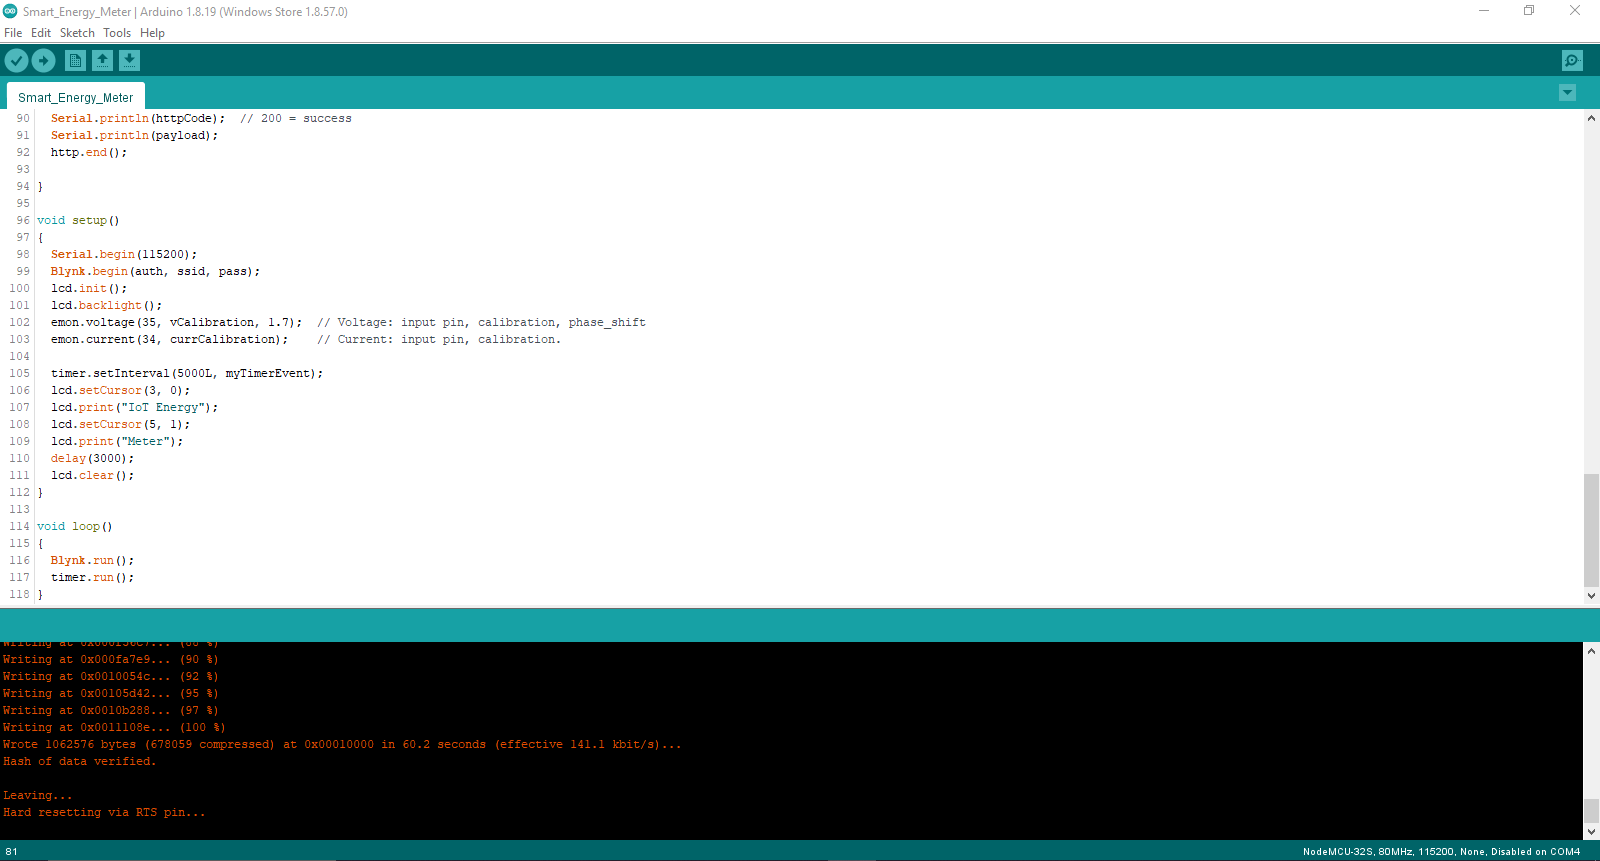 Smart_Energy_Meter | Arduino 1.8.19 (Windows Store 1.8.57.0)
File Edit Sketch Tools Help
Smart_Energy_Meter
90 Serial.println(httpCode); // 200 = success
91 Serial.println(payload);
92 http.end();
93
94 }
95
96 void setup()
97 {
98 Serial.begin(115200);
99 Blynk.begin(auth, ssid, pass);
100 lcd.init();
101 lcd.backlight();
102 emon.voltage(35, vCalibration, 1.7); // Voltage: input pin, calibration, phase_shift
103 emon.current(34, currCalibration); // Current: input pin, calibration.
104
105 timer.setInterval(5000L, myTimerEvent);
106 lcd.setCursor(3, 0);
107 lcd.print("IoT Energy");
108 lcd.setCursor(5, 1);
109 lcd.print("Meter");
110 delay(3000);
111 lcd.clear();
112 }
113
114 void loop()
115 {
116 Blynk.run();
117 timer.run();
118 }
Writing at 0x000fa7e9... (90 %)
Writing at 0x0010054c... (92 %)
Writing at 0x00105d42... (95 %)
Writing at 0x0010b288... (97 %)
Writing at 0x0011108e... (100 %)
Wrote 1062576 bytes (678059 compressed) at 0x00010000 in 60.2 seconds (effective 141.1 kbit/s)...
Hash of data verified.
Leaving...
Hard resetting via RTS pin...
81
NodeMCU-32S, 80MHz, 115200, None, Disabled on COM4